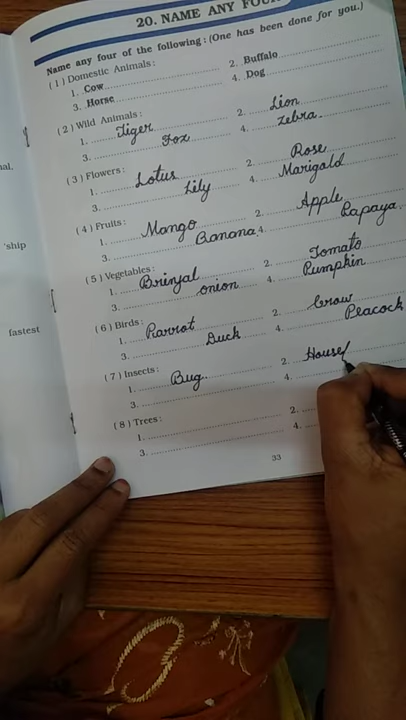 20. NAME ANY FOUR
Name any four of the following : (One has been done for you.)
( 1 ) Domestic Animals :
1. Cow 2. Buffalo
3. Horse 4. Dog
( 2 ) Wild Animals :
1. Tiger 2. Lion
3. Fox 4. Zebra
( 3 ) Flowers :
1. Lotus 2. Rose
3. Lily 4. Marigold
( 4 ) Fruits :
1. Mango 2. Apple
3. Banana 4. Papaya
( 5 ) Vegetables :
1. Brinjal 2. Tomato
3. onion 4. Pumpkin
( 6 ) Birds :
1. Parrot 2. Crow
3. Duck 4. Peacock
( 7 ) Insects :
1. Bug 2. House
3. 4.
( 8 ) Trees :
1. 2.
3. 4.
33
nal.
'ship
fastest